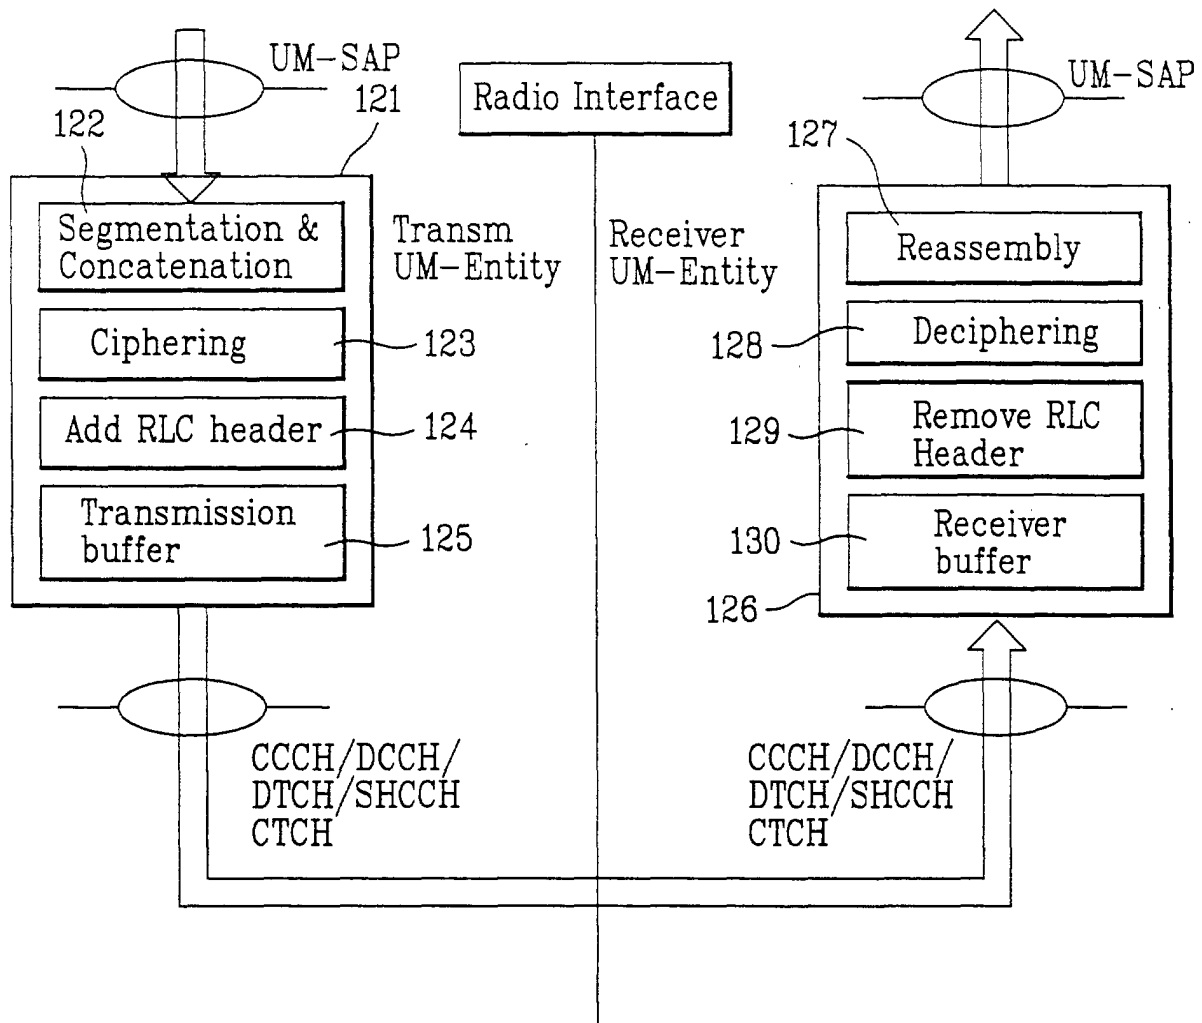 UM-SAP
121
122
Segmentation &
Concatenation
Ciphering
123
Add RLC header
124
Transmission
buffer
125
Transm
UM-Entity
Radio Interface
Receiver
UM-Entity
UM-SAP
127
Reassembly
128
Deciphering
129
Remove RLC
Header
130
Receiver
buffer
126
CCCH/DCCH/
DTCH/SHCCH
CTCH
CCCH/DCCH/
DTCH/SHCCH
CTCH